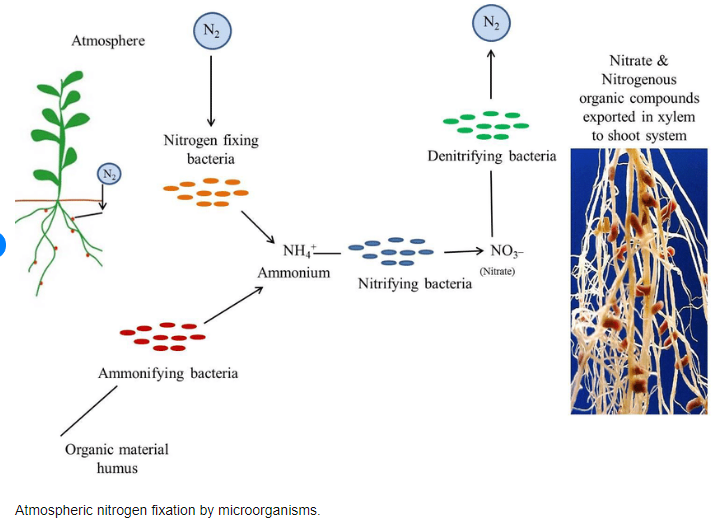 Atmosphere
N2
N2
N2
Nitrogen fixing
bacteria
Denitrifying bacteria
Nitrate &
Nitrogenous
organic compounds
exported in xylem
to shoot system
NH4+
Ammonium
Nitrifying bacteria
NO3-
(Nitrate)
Ammonifying bacteria
Organic material
humus
Atmospheric nitrogen fixation by microorganisms.